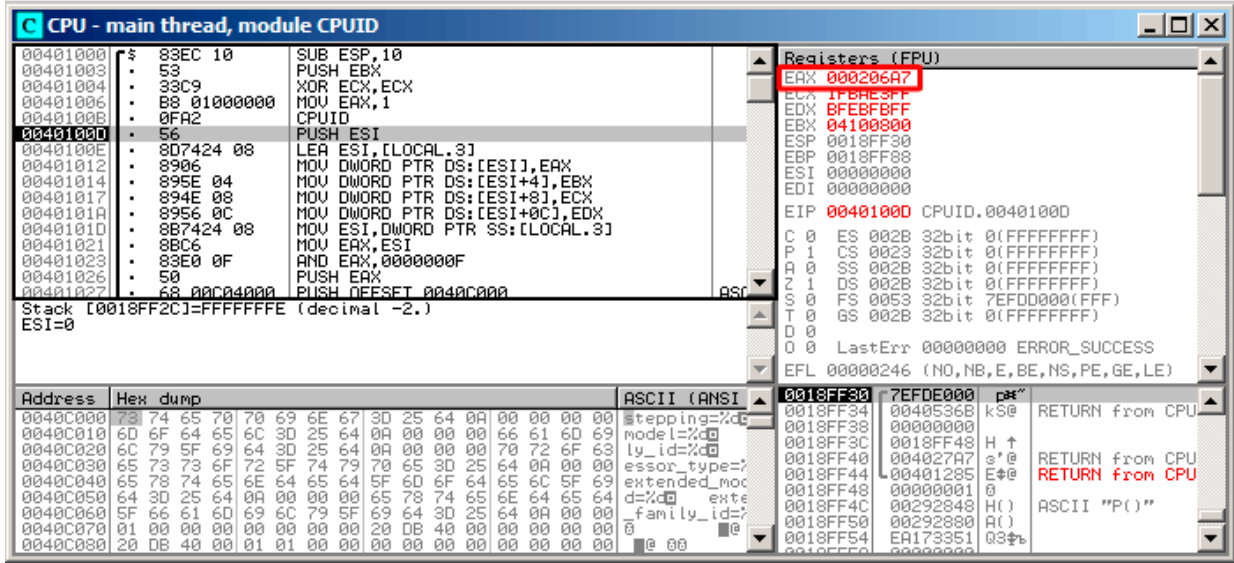 C CPU - main thread, module CPUID
00401000 $ 83EC 10 SUB ESP,10
00401003 . 53 PUSH EBX
00401004 . 33C9 XOR ECX,ECX
00401006 . B8 01000000 MOV EAX,1
0040100B . 0FA2 CPUID
0040100D . 56 PUSH ESI
0040100E . 8D7424 08 LEA ESI,[LOCAL.3]
00401012 . 8906 MOV DWORD PTR DS:[ESI],EAX
00401014 . 895E 04 MOV DWORD PTR DS:[ESI+4],EBX
00401017 . 894E 08 MOV DWORD PTR DS:[ESI+8],ECX
0040101A . 8956 0C MOV DWORD PTR DS:[ESI+0C],EDX
0040101D . 8B7424 08 MOV ESI,DWORD PTR SS:[LOCAL.3]
00401021 . 8BC6 MOV EAX,ESI
00401023 . 83E0 0F AND EAX,0000000F
00401026 . 50 PUSH EAX
00401027 . 68 00C04000 PUSH OFFSET 0040C000 ASC
Stack [0018FF2C]=FFFFFFFE (decimal -2.)
ESI=0
Registers (FPU)
EAX 000206A7
ECX 1FBAE3FF
EDX BFEBFBFF
EBX 04100800
ESP 0018FF30
EBP 0018FF88
ESI 00000000
EDI 00000000
EIP 0040100D CPUID.0040100D
C 0 ES 002B 32bit 0(FFFFFFFF)
P 1 CS 0023 32bit 0(FFFFFFFF)
A 0 SS 002B 32bit 0(FFFFFFFF)
Z 1 DS 002B 32bit 0(FFFFFFFF)
S 0 FS 0053 32bit 7EFDD000(FFF)
T 0 GS 002B 32bit 0(FFFFFFFF)
D 0
O 0 LastErr 00000000 ERROR_SUCCESS
EFL 00000246 (NO,NB,E,BE,NS,PE,GE,LE)
Address Hex dump ASCII (ANSI
0040C000 73 74 65 70 70 69 6E 67 3D 25 64 0A 00 00 00 00 stepping=%d
0040C010 6D 6F 64 65 6C 3D 25 64 0A 00 00 00 66 61 6D 69 model=%d fami
0040C020 6C 79 5F 69 64 3D 25 64 0A 00 00 00 70 72 6F 63 ly_id=%d
0040C030 65 73 73 6F 72 5F 74 79 70 65 3D 25 64 0A 00 00 essor_type=%
0040C040 65 78 74 65 6E 64 65 64 5F 6D 6F 64 65 6C 5F 69 extended_mod
0040C050 64 3D 25 64 0A 00 00 00 65 78 74 65 6E 64 65 64 d=%d exte
0040C060 5F 66 61 6D 69 6C 79 5F 69 64 3D 25 64 0A 00 00 _family_id=%
0040C070 01 00 00 00 00 00 00 00 20 DB 40 00 00 00 00 00
0040C080 20 DB 40 00 01 01 00 00 00 00 00 00 00 00 00 00
0018FF30 7EFDE000
0018FF34 0040536B kS@ RETURN from CPU
0018FF38 00000000
0018FF3C 0018FF48 H ↑
0018FF40 004027A7 RETURN from CPU
0018FF44 00401285 RETURN from CPU
0018FF48 00000001
0018FF4C 00292848 H() ASCII "P()"
0018FF50 00292880 А()
0018FF54 EA173351